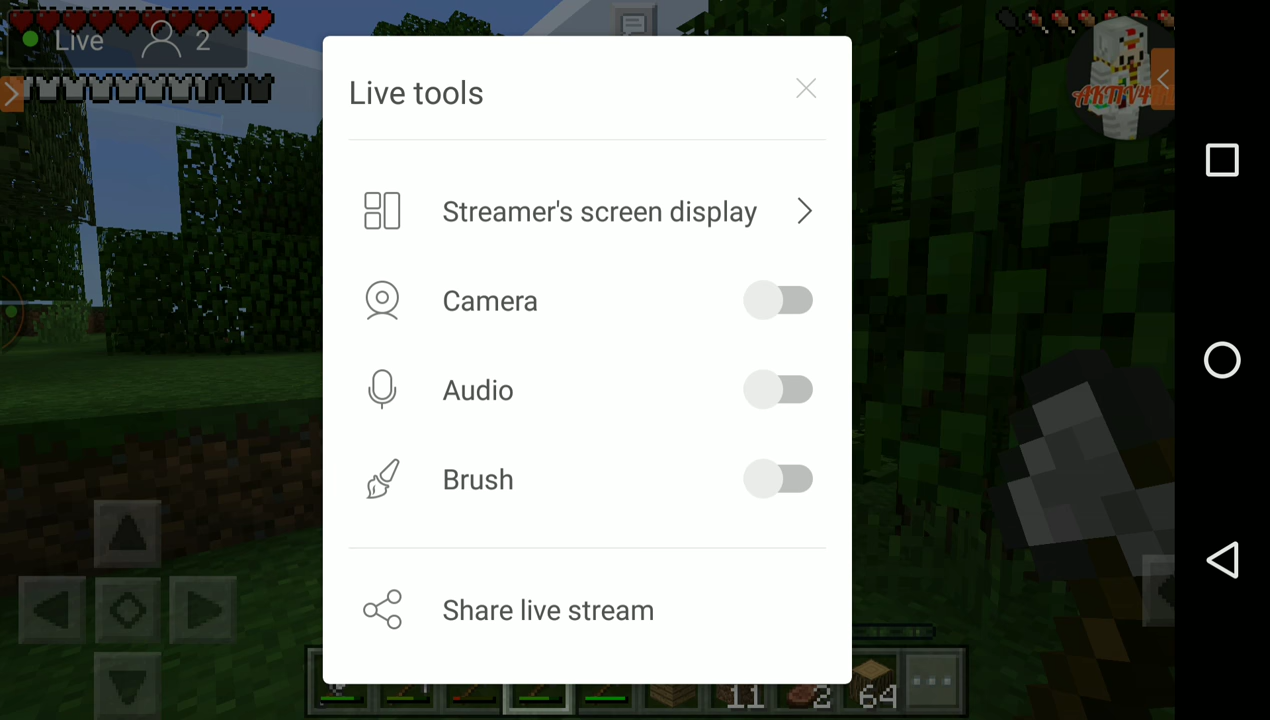 Live 2
Live tools
Streamer's screen display
Camera
Audio
Brush
Share live stream
11 2 64